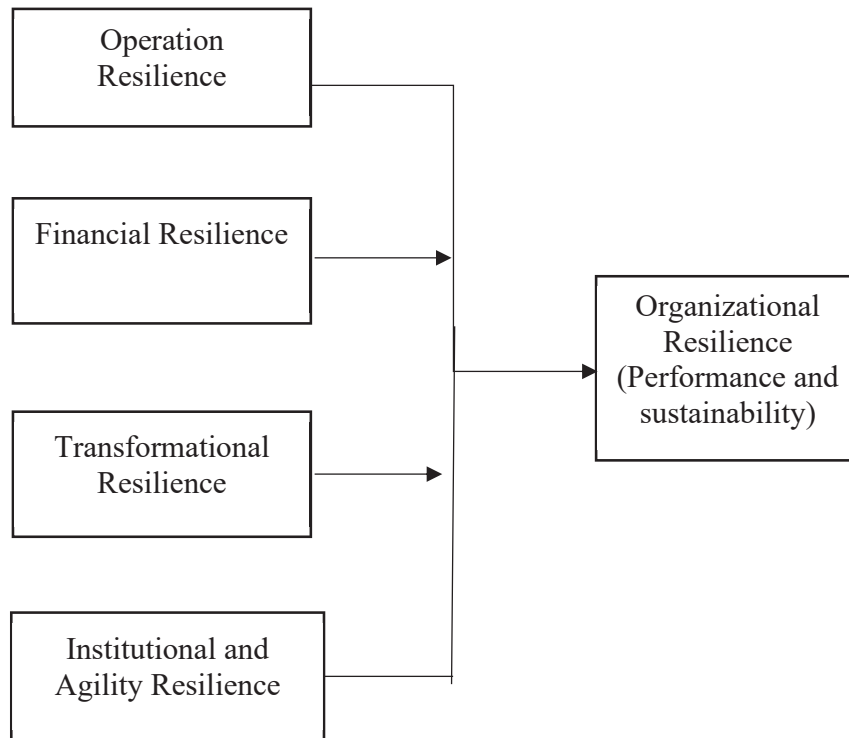 Operation
Resilience
Financial Resilience
Transformational
Resilience
Institutional and
Agility Resilience
Organizational
Resilience
(Performance and
sustainability)